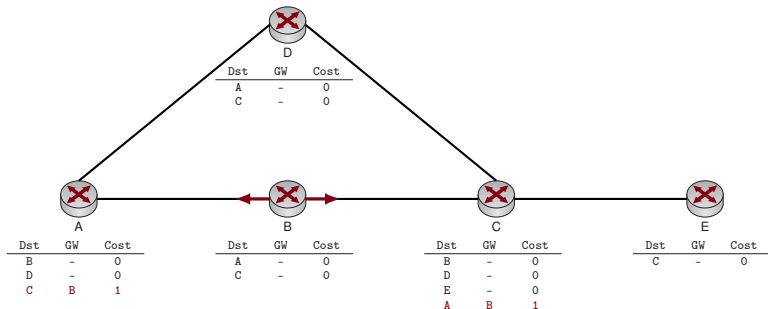 D
Dst GW Cost
A - 0
C - 0
A
Dst GW Cost
B - 0
D - 0
C B 1
B
Dst GW Cost
A - 0
C - 0
C
Dst GW Cost
B - 0
D - 0
E - 0
A B 1
E
Dst GW Cost
C - 0